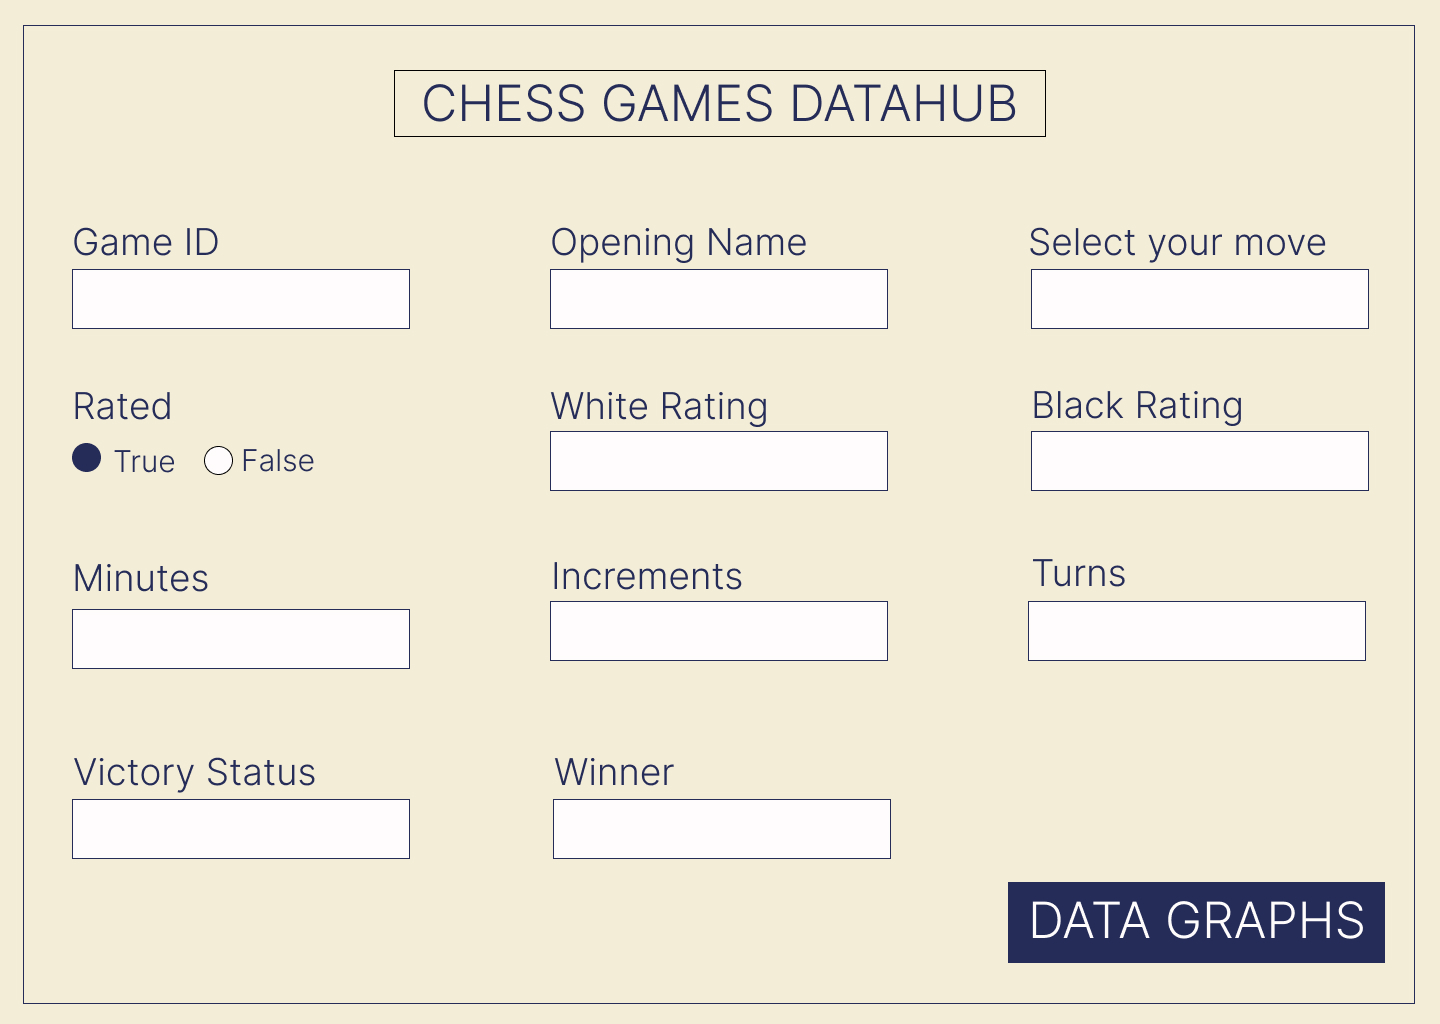 CHESS GAMES DATAHUB
Game ID
Opening Name
Select your move
Rated
True
False
White Rating
Black Rating
Minutes
Increments
Turns
Victory Status
Winner
DATA GRAPHS